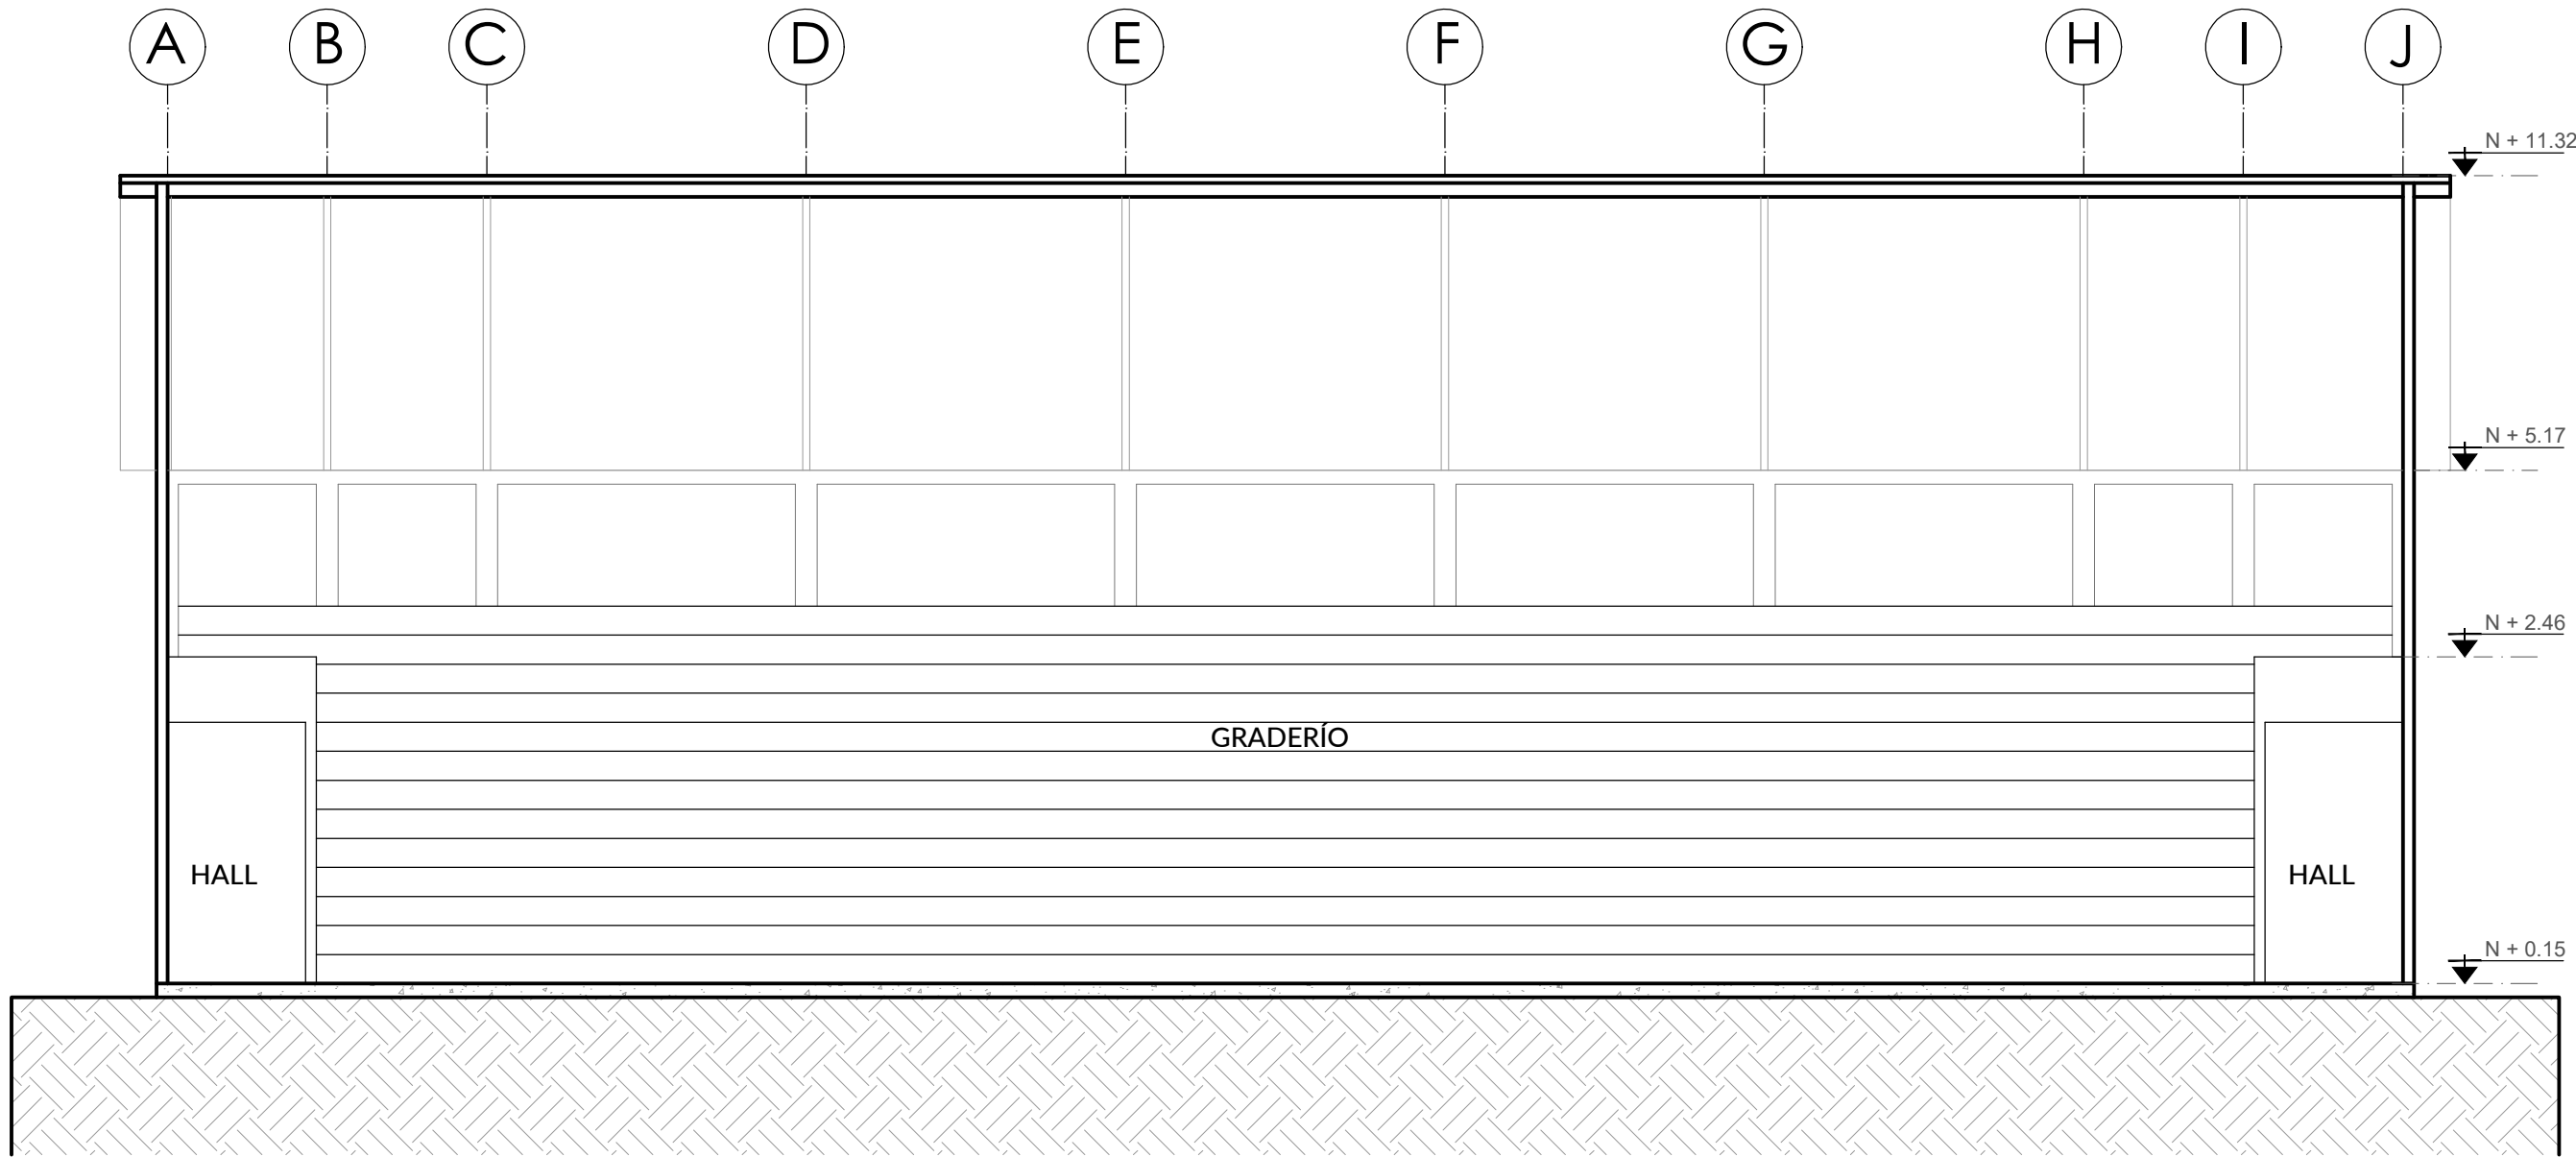 A B C D E F G H I J
N + 11.32
N + 5.17
N + 2.46
GRADERÍO
HALL HALL
N + 0.15